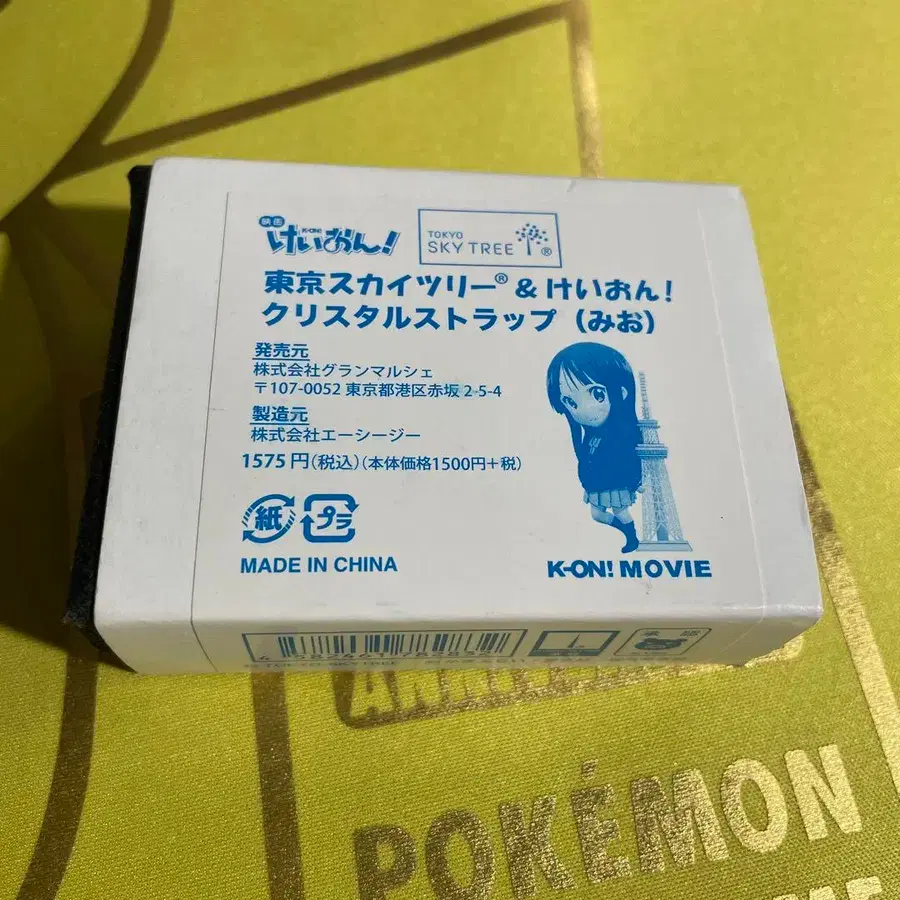 映画
けいおん!
K-ON!
TOKYO
SKY TREE ®
東京スカイツリー® & けいおん!
クリスタルストラップ (みお)
発売元
株式会社グランマルシェ
〒107-0052 東京都港区赤坂 2-5-4
製造元
株式会社エーシージー
1575円(税込)(本体価格1500円+税)
紙 プラ
MADE IN CHINA
K-ON! MOVIE
承認
©TOKYO-SKYTREE
ANNIVERSARY
POKÉMON